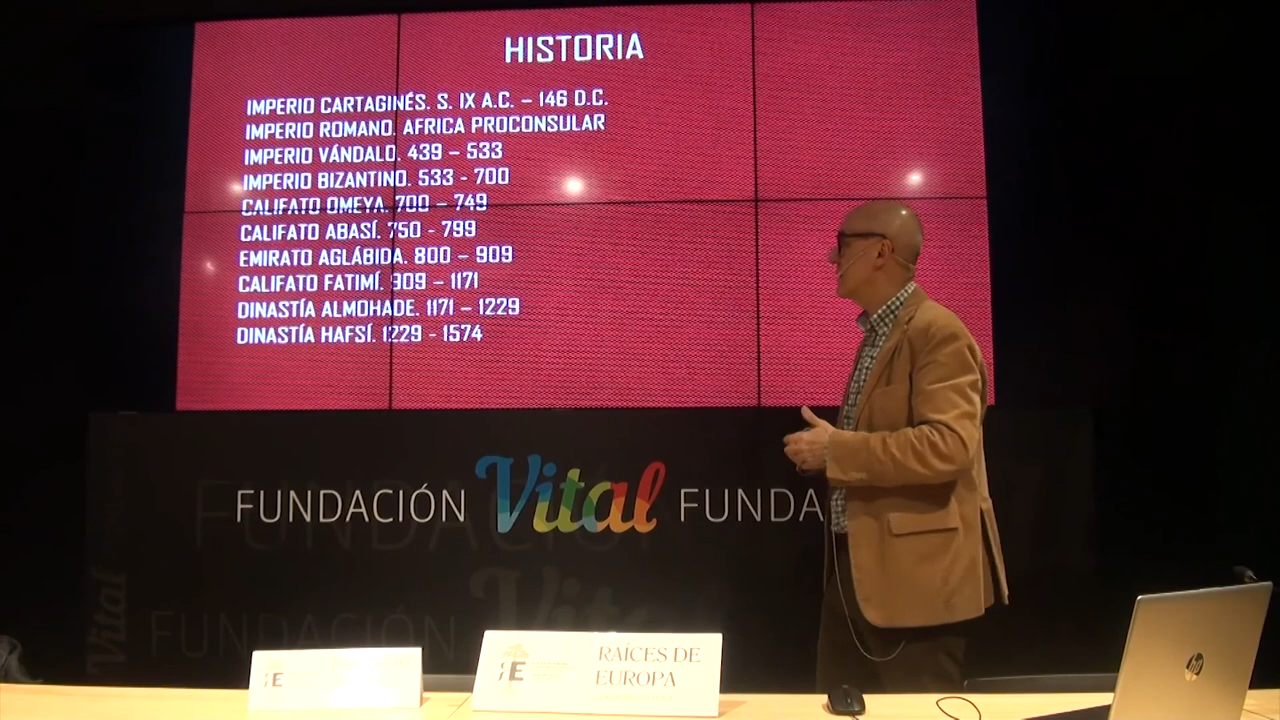 HISTORIA
IMPERIO CARTAGINÉS. S. IX A.C. – 146 D.C.
IMPERIO ROMANO. AFRICA PROCONSULAR
IMPERIO VÁNDALO. 439 – 533
IMPERIO BIZANTINO. 533 - 700
CALIFATO OMEYA. 700 – 749
CALIFATO ABASÍ. 750 - 799
EMIRATO AGLÁBIDA. 800 – 909
CALIFATO FATIMÍ. 909 – 1171
DINASTÍA ALMOHADE. 1171 – 1229
DINASTÍA HAFSÍ. 1229 - 1574
FUNDACIÓN Vital FUNDA
Vital
FUNDACIÓN
RAÍCES DE
EUROPA
hp